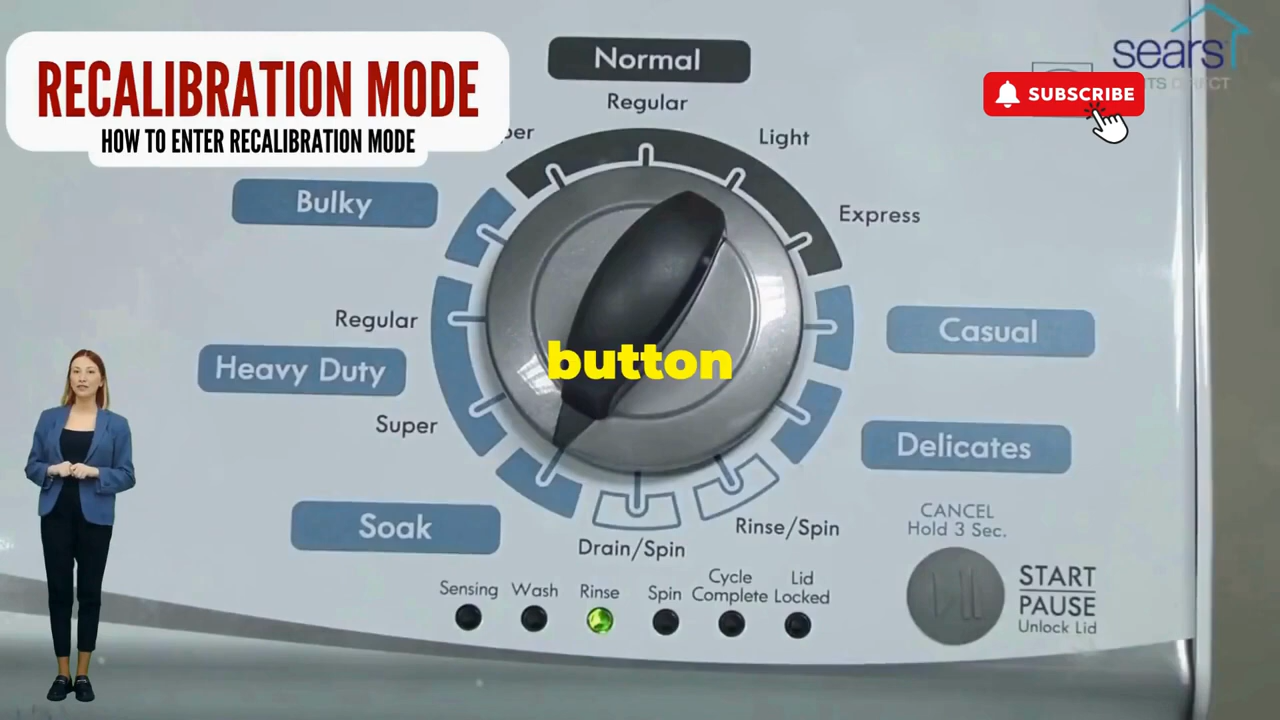 RECALIBRATION MODE
HOW TO ENTER RECALIBRATION MODE
sears
DIRECT
SUBSCRIBE
Normal
Regular
Light
Express
Bulky
Regular
Heavy Duty
Super
Casual
Delicates
Soak
Drain/Spin
Rinse/Spin
button
CANCEL
Hold 3 Sec.
START
PAUSE
Unlock Lid
Sensing
Wash
Rinse
Spin
Cycle
Complete
Lid
Locked